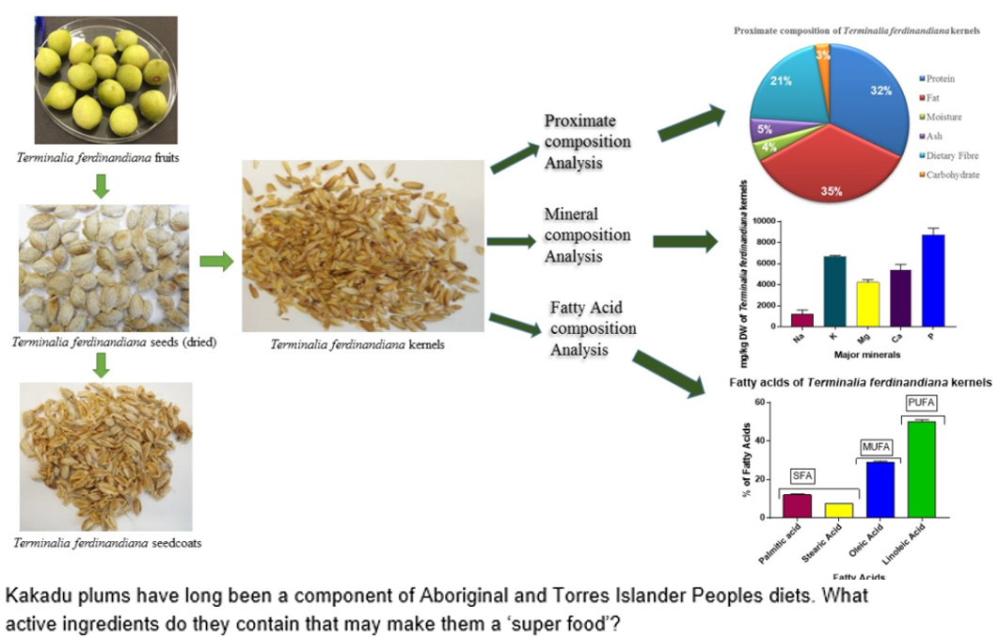 Terminalia ferdinandiana fruits
Terminalia ferdinandiana seeds (dried)
Terminalia ferdinandiana seedcoats
Terminalia ferdinandiana kernels
Proximate
composition
Analysis
Mineral
composition
Analysis
Fatty Acid
composition
Analysis
Proximate composition of Terminalia ferdinandiana kernels
3%
32%
21%
5%
4%
35%
Protein
Fat
Moisture
Ash
Dietary Fibre
Carbohydrate
mg/kg DW of Terminalia ferdinandiana kernels
10000
8000
6000
4000
2000
0
Na
K
Mg
Ca
P
Major minerals
Fatty acids of Terminalia ferdinandiana kernels
% of Fatty Acids
60
40
20
0
SFA
MUFA
PUFA
Palmitic acid
Stearic Acid
Oleic Acid
Linoleic Acid
Fatty Acids
Kakadu plums have long been a component of Aboriginal and Torres Islander Peoples diets. What
active ingredients do they contain that may make them a ‘super food’?